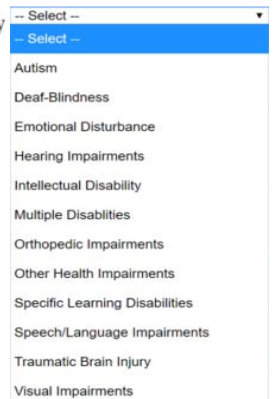 y -- Select --
-- Select --
Autism
Deaf-Blindness
Emotional Disturbance
Hearing Impairments
Intellectual Disability
Multiple Disablities
Orthopedic Impairments
Other Health Impairments
Specific Learning Disabilities
Speech/Language Impairments
Traumatic Brain Injury
Visual Impairments